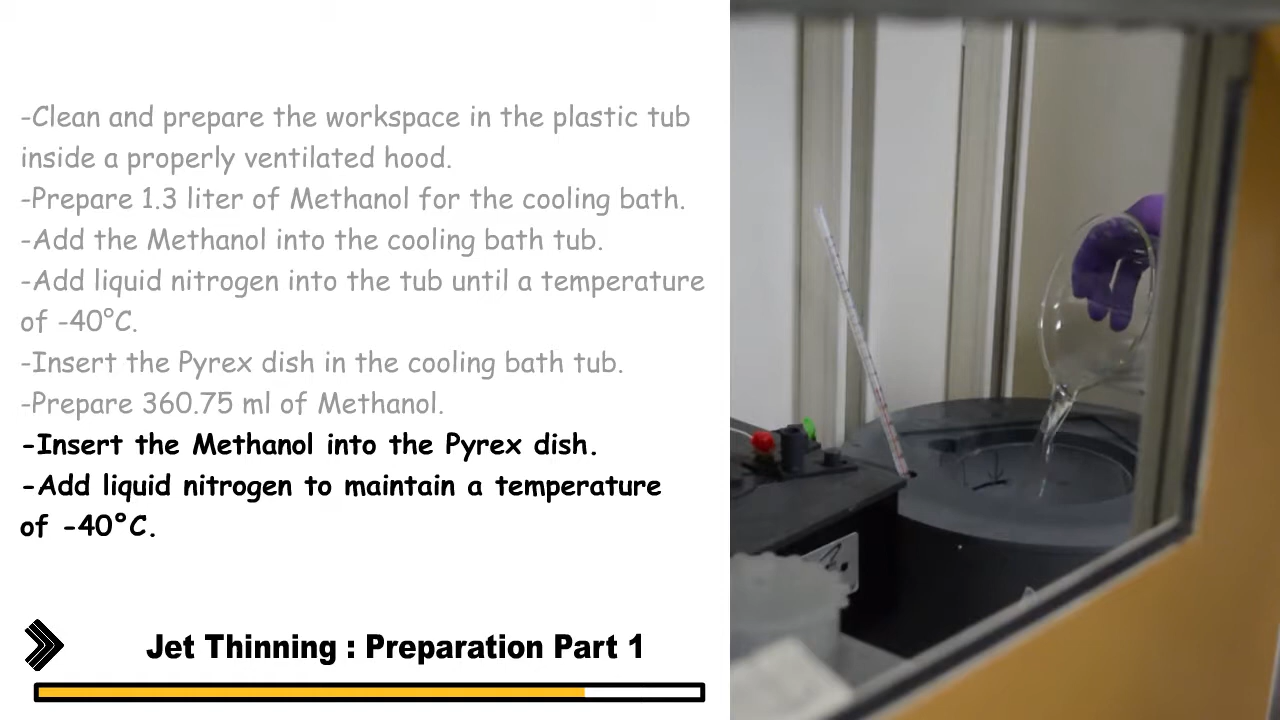 -Clean and prepare the workspace in the plastic tub
inside a properly ventilated hood.
-Prepare 1.3 liter of Methanol for the cooling bath.
-Add the Methanol into the cooling bath tub.
-Add liquid nitrogen into the tub until a temperature
of -40°C.
-Insert the Pyrex dish in the cooling bath tub.
-Prepare 360.75 ml of Methanol.
-Insert the Methanol into the Pyrex dish.
-Add liquid nitrogen to maintain a temperature
of -40°C.
Jet Thinning : Preparation Part 1